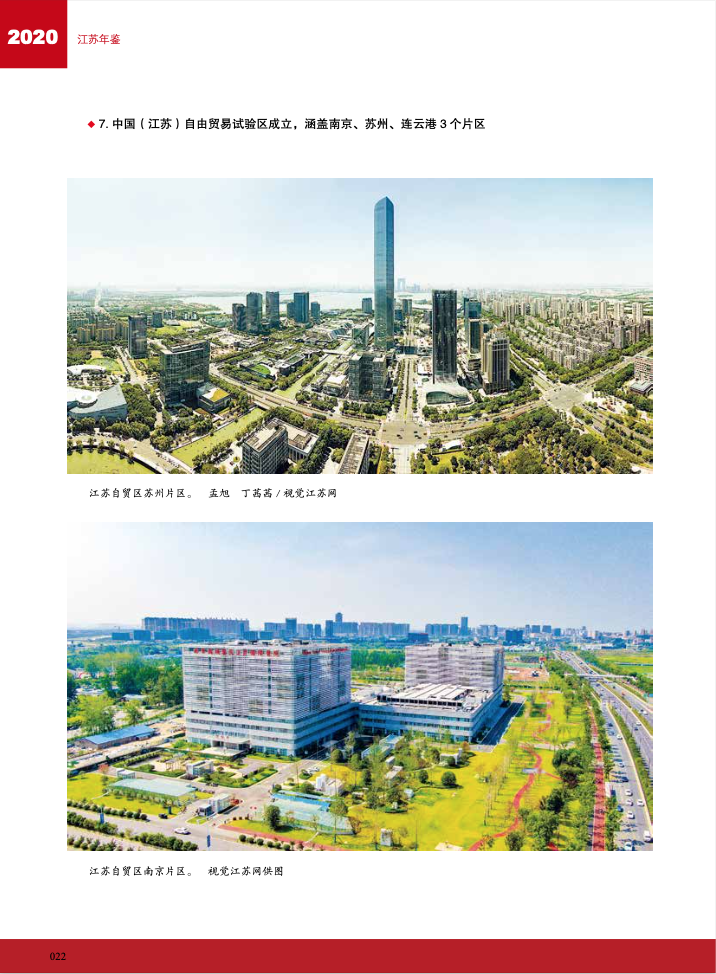 2020
江苏年鉴
◆ 7. 中国（江苏）自由贸易试验区成立，涵盖南京、苏州、连云港 3 个片区
江苏自贸区苏州片区。 孟旭 丁茜茜 / 视觉江苏网
江苏自贸区南京片区。 视觉江苏网供图
022